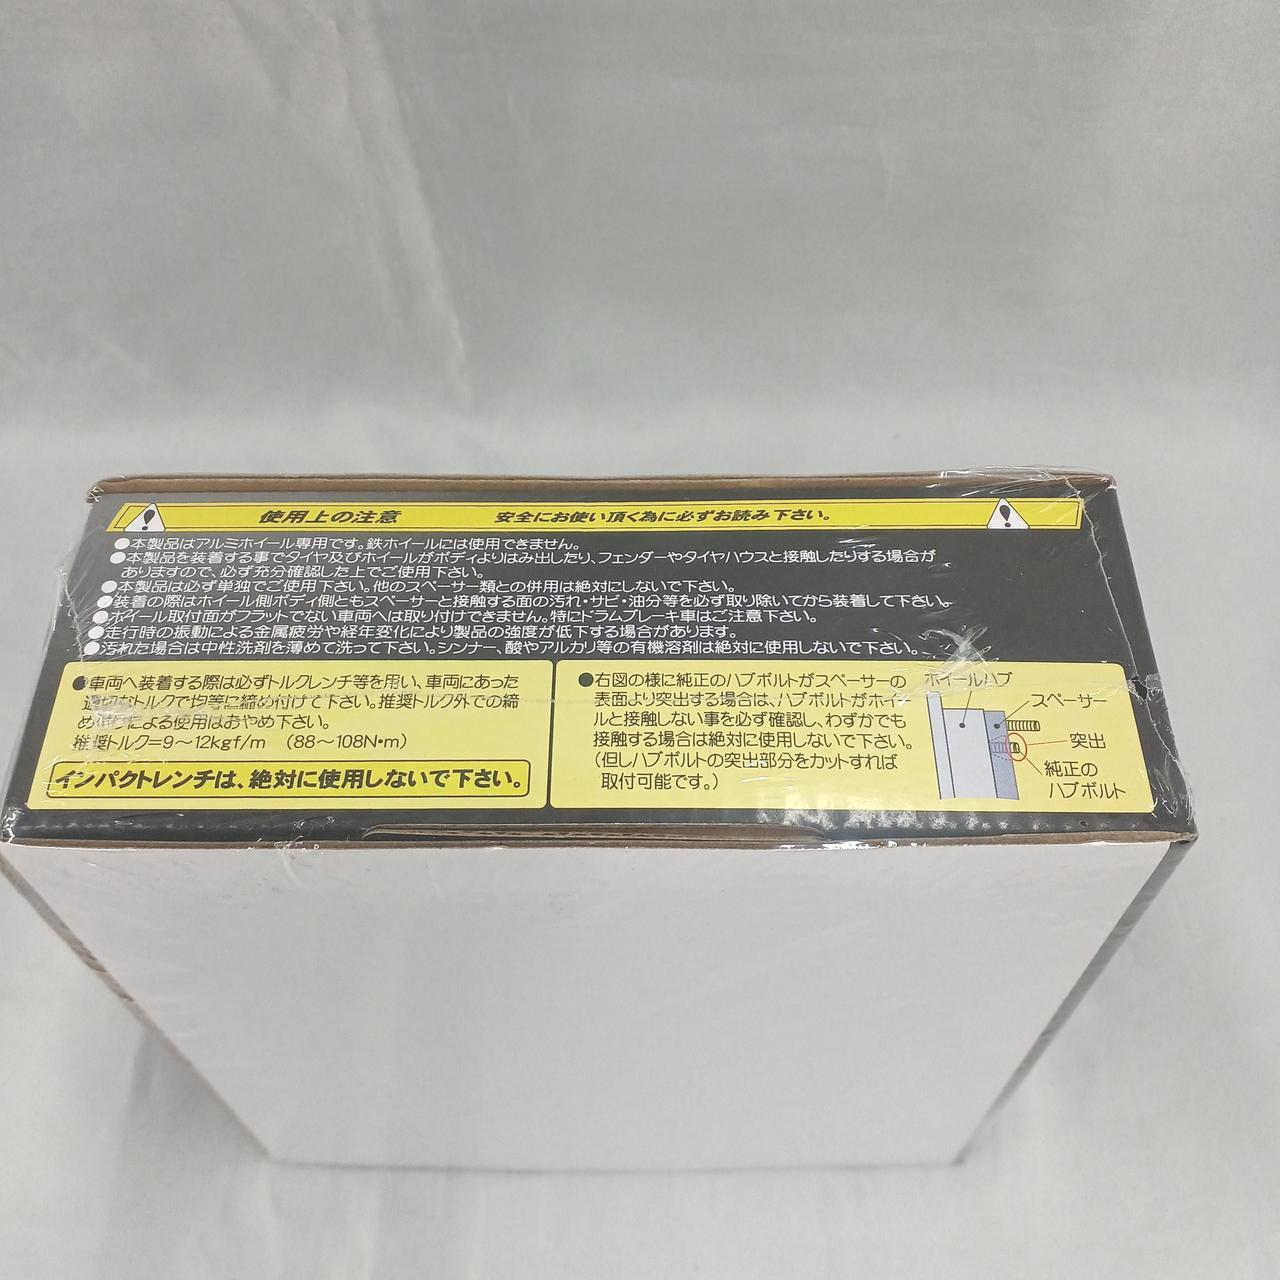 使用上の注意 安全にお使い頂く為に必ずお読み下さい。
●本製品はアルミホイール専用です。鉄ホイールには使用できません。
●本製品を装着する事でタイヤ及びホイールがボディよりはみ出したり、フェンダーやタイヤハウスと接触したりする場合が
ありますので、必ず充分確認した上でご使用下さい。
●本製品は必ず単独でご使用下さい。他のスペーサー類との併用は絶対にしないで下さい。
●装着の際はホイール側ボディ側ともスペーサーと接触する面の汚れ・サビ・油分等を必ず取り除いてから装着して下さい。
●ホイール取付面がフラットでない車両へは取り付けできません。特にドラムブレーキ車はご注意下さい。
●走行時の振動による金属疲労や経年変化により製品の強度が低下する場合があります。
●汚れた場合は中性洗剤を薄めて洗って下さい。シンナー、酸やアルカリ等の有機溶剤は絶対に使用しないで下さい。
●車両へ装着する際は必ずトルクレンチ等を用い、車両にあった
適切なトルクで均等に締め付けて下さい。推奨トルク外での締
め付けによる使用はおやめ下さい。
推奨トルク=9〜12kgf/m (88〜108N・m)
インパクトレンチは、絶対に使用しないで下さい。
●右図の様に純正のハブボルトがスペーサーの
表面より突出する場合は、ハブボルトがホイー
ルと接触しない事を必ず確認し、わずかでも
接触する場合は絶対に使用しないで下さい。
(但しハブボルトの突出部分をカットすれば
取付可能です。)
ホイールハブ
スペーサー
突出
純正の
ハブボルト